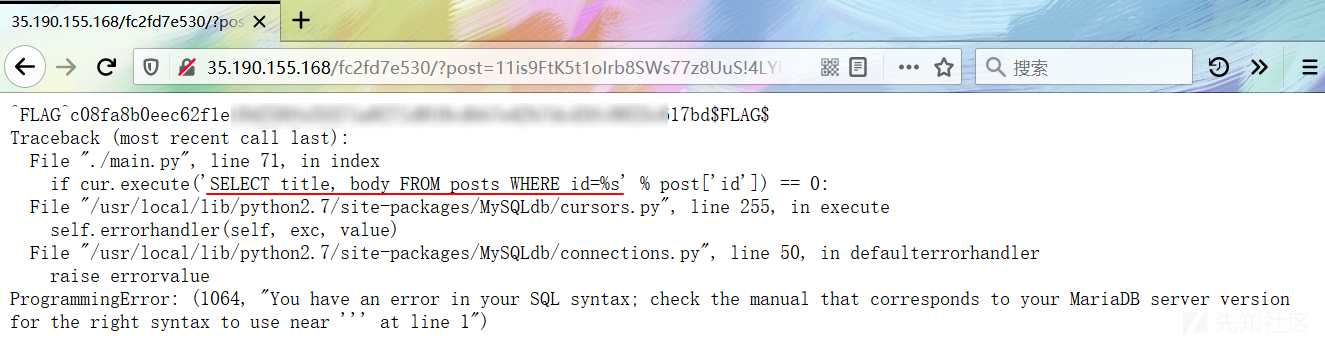 35.190.155.168/fc2fd7e530/?pos
35.190.155.168/fc2fd7e530/?post=11is9FtK5t1oIrb8SWs77z8UuS!4LY
搜索
^FLAG^c08fa8b0eec62f1e 617bd$FLAG$
Traceback (most recent call last):
File "./main.py", line 71, in index
if cur.execute('SELECT title, body FROM posts WHERE id=%s' % post['id']) == 0:
File "/usr/local/lib/python2.7/site-packages/MySQLdb/cursors.py", line 255, in execute
self.errorhandler(self, exc, value)
File "/usr/local/lib/python2.7/site-packages/MySQLdb/connections.py", line 50, in defaulterrorhandler
raise errorvalue
ProgrammingError: (1064, "You have an error in your SQL syntax; check the manual that corresponds to your MariaDB server version
for the right syntax to use near ''' at line 1")
先知社区